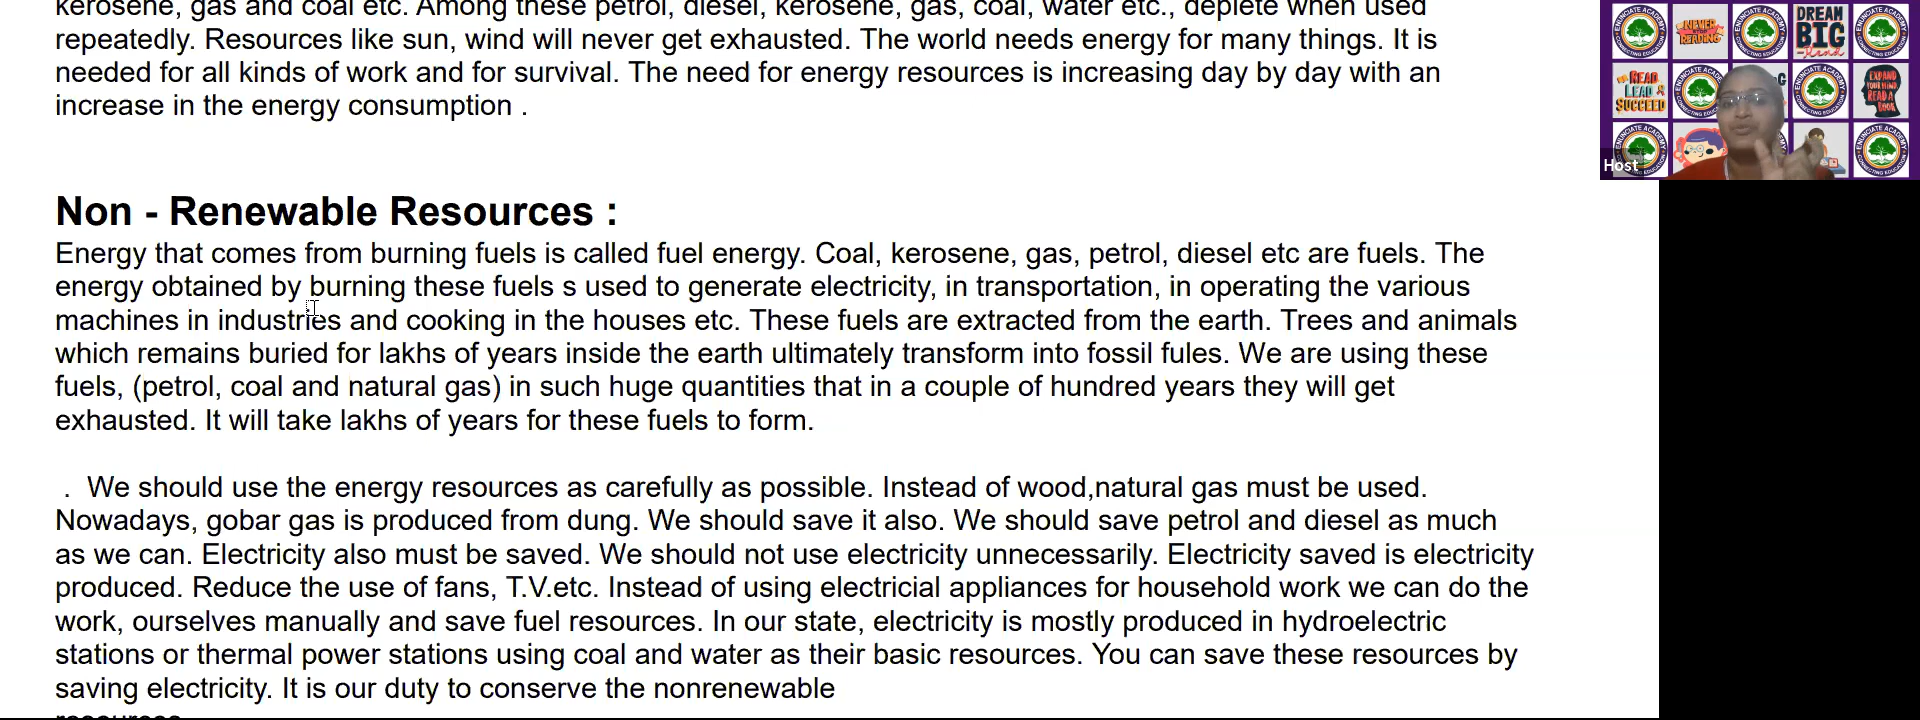 kerosene, gas and coal etc. Among these petrol, diesel, kerosene, gas, coal, water etc., deplete when used
repeatedly. Resources like sun, wind will never get exhausted. The world needs energy for many things. It is
needed for all kinds of work and for survival. The need for energy resources is increasing day by day with an
increase in the energy consumption .
Non - Renewable Resources :
Energy that comes from burning fuels is called fuel energy. Coal, kerosene, gas, petrol, diesel etc are fuels. The
energy obtained by burning these fuels s used to generate electricity, in transportation, in operating the various
machines in industries and cooking in the houses etc. These fuels are extracted from the earth. Trees and animals
which remains buried for lakhs of years inside the earth ultimately transform into fossil fules. We are using these
fuels, (petrol, coal and natural gas) in such huge quantities that in a couple of hundred years they will get
exhausted. It will take lakhs of years for these fuels to form.
. We should use the energy resources as carefully as possible. Instead of wood,natural gas must be used.
Nowadays, gobar gas is produced from dung. We should save it also. We should save petrol and diesel as much
as we can. Electricity also must be saved. We should not use electricity unnecessarily. Electricity saved is electricity
produced. Reduce the use of fans, T.V.etc. Instead of using electricial appliances for household work we can do the
work, ourselves manually and save fuel resources. In our state, electricity is mostly produced in hydroelectric
stations or thermal power stations using coal and water as their basic resources. You can save these resources by
saving electricity. It is our duty to conserve the nonrenewable
resources
NEVER
STOP
READING
DREAM
BIG
READ
LEAD
SUCCEED
EXPAND
YOUR MIND
READ A
BOOK
ENUNCIATE ACADEMY
Host